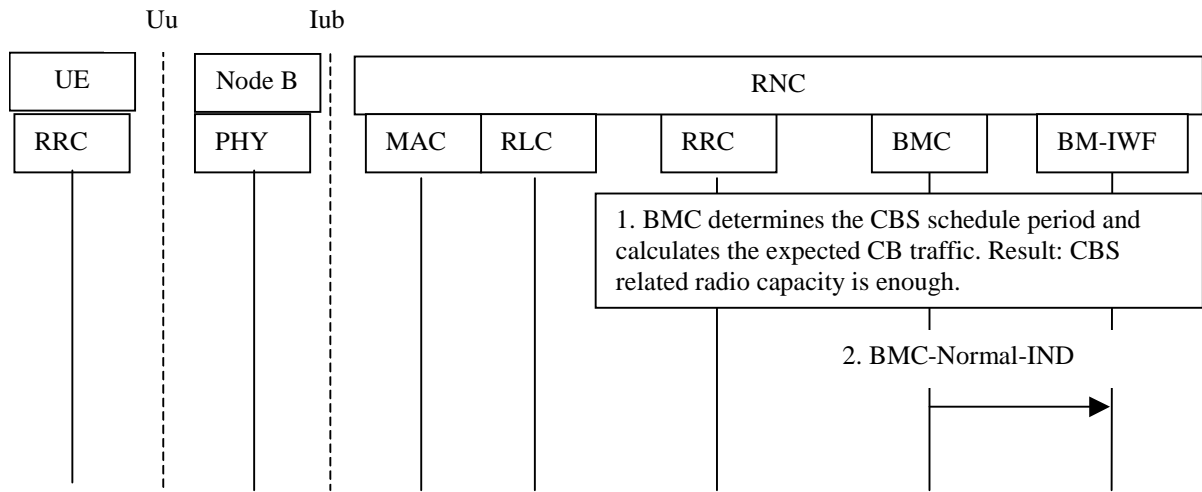 Uu Iub
UE Node B RNC
RRC PHY MAC RLC RRC BMC BM-IWF
1. BMC determines the CBS schedule period and
calculates the expected CB traffic. Result: CBS
related radio capacity is enough.
2. BMC-Normal-IND